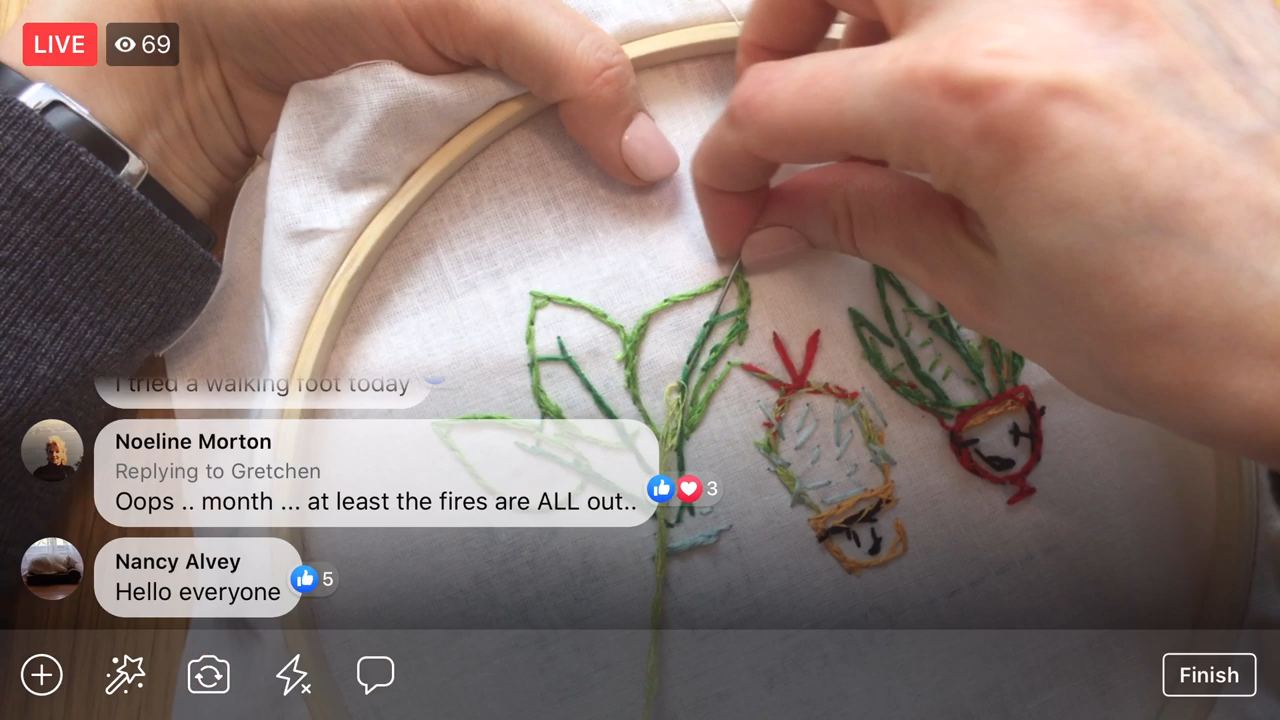 LIVE 69
I tried a walking foot today
Noeline Morton
Replying to Gretchen
Oops .. month ... at least the fires are ALL out..
3
Nancy Alvey
Hello everyone
5
Finish